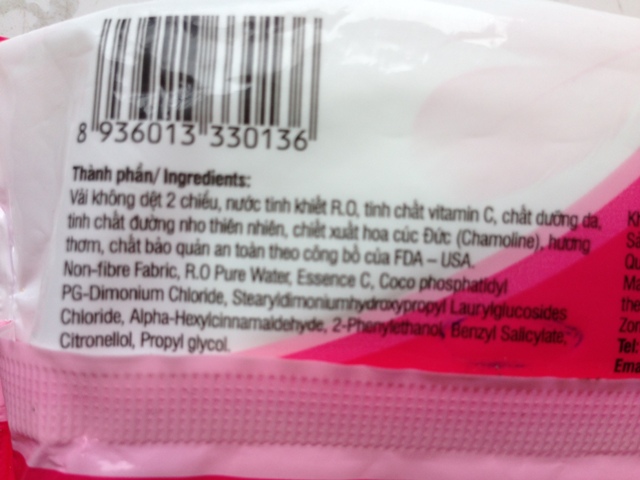 8 936013 330136
Thành phần/ Ingredients:
Vải không dệt 2 chiều, nước tinh khiết R.O, tinh chất vitamin C, chất dưỡng da,
tinh chất đường nho thiên nhiên, chiết xuất hoa cúc Đức (Chamoline), hương
thơm, chất bảo quản an toàn theo công bố của FDA – USA.
Non-fibre Fabric, R.O Pure Water, Essence C, Coco phosphatidyl
PG-Dimonium Chloride, Stearyldimoniumhydroxypropyl Laurylglucosides
Chloride, Alpha-Hexylcinnamaldehyde, 2-Phenylethanol, Benzyl Salicylate,
Citronellol, Propyl glycol.
Tel:
Ema